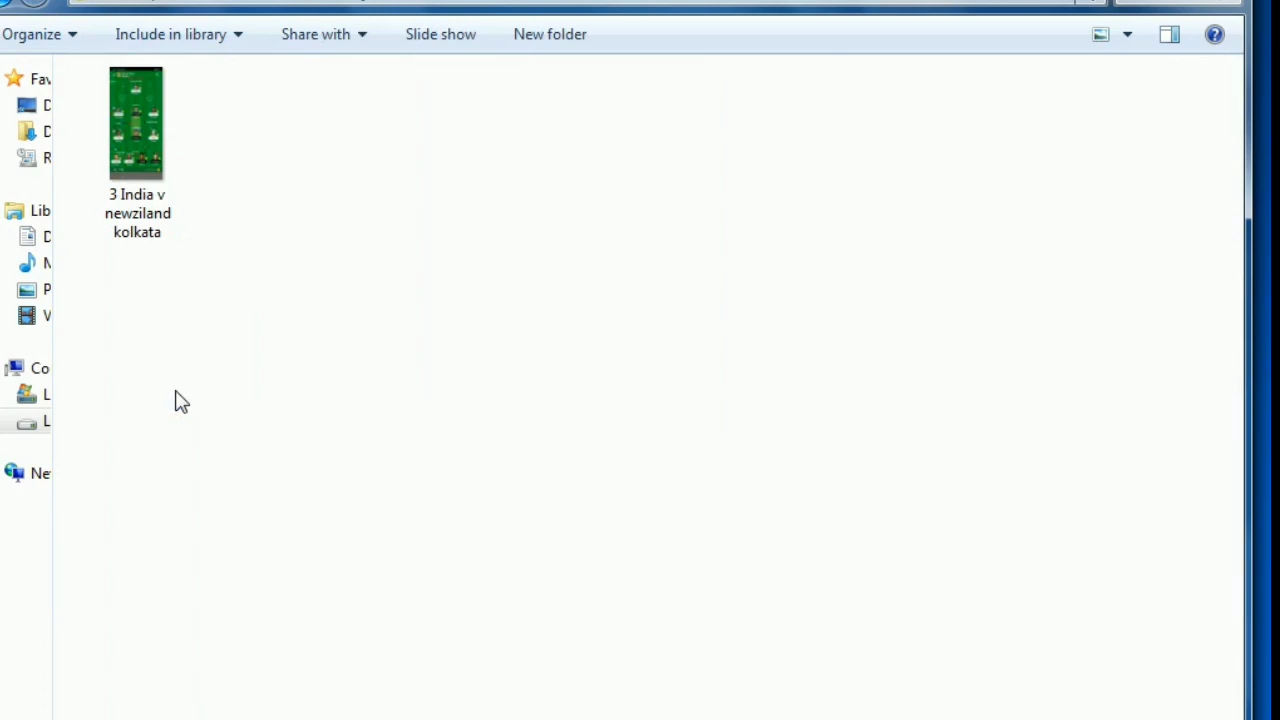 Organize
Include in library
Share with
Slide show
New folder
Fav
D
D
R
Lib
D
M
P
V
Co
L
L
Ne
3 India v
newziland
kolkata